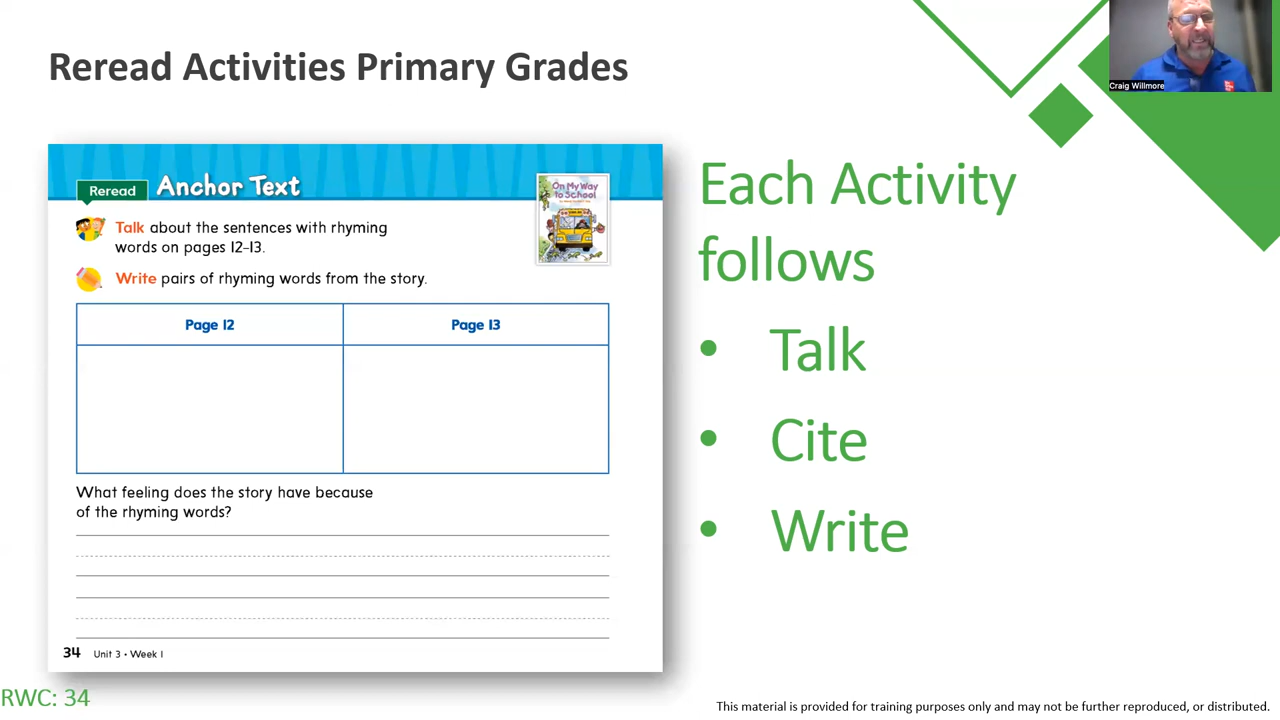 Reread Activities Primary Grades
Craig Willmore
Reread
Anchor Text
On My Way
to School
Talk about the sentences with rhyming
words on pages 12–13.
Write pairs of rhyming words from the story.
Page 12
Page 13
What feeling does the story have because
of the rhyming words?
34 Unit 3 • Week 1
Each Activity
follows
• Talk
• Cite
• Write
RWC: 34
This material is provided for training purposes only and may not be further reproduced, or distributed.